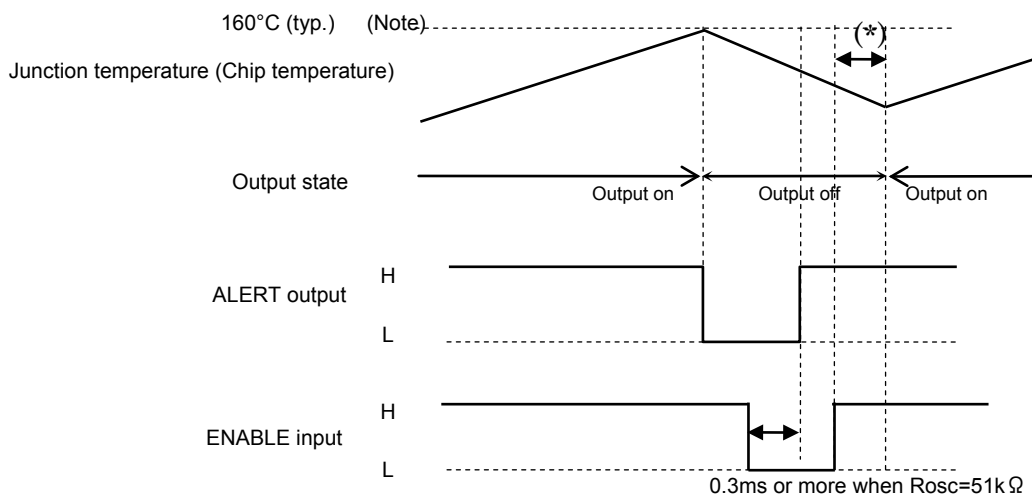 160°C (typ.) (Note)
(*)
Junction temperature (Chip temperature)
Output state
Output on
Output off
Output on
H
ALERT output
L
H
ENABLE input
L
0.3ms or more when Rosc=51kΩ